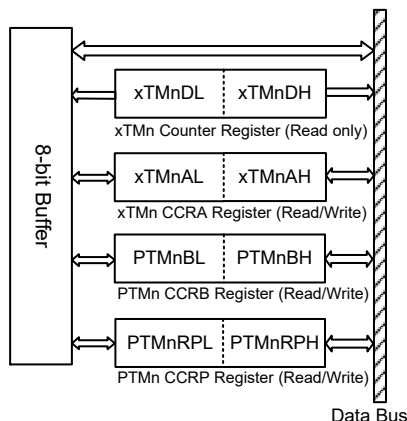 8-bit Buffer
xTMnDL xTMnDH
xTMn Counter Register (Read only)
xTMnAL xTMnAH
xTMn CCRA Register (Read/Write)
PTMnBL PTMnBH
PTMn CCRB Register (Read/Write)
PTMnRPL PTMnRPH
PTMn CCRP Register (Read/Write)
Data Bus